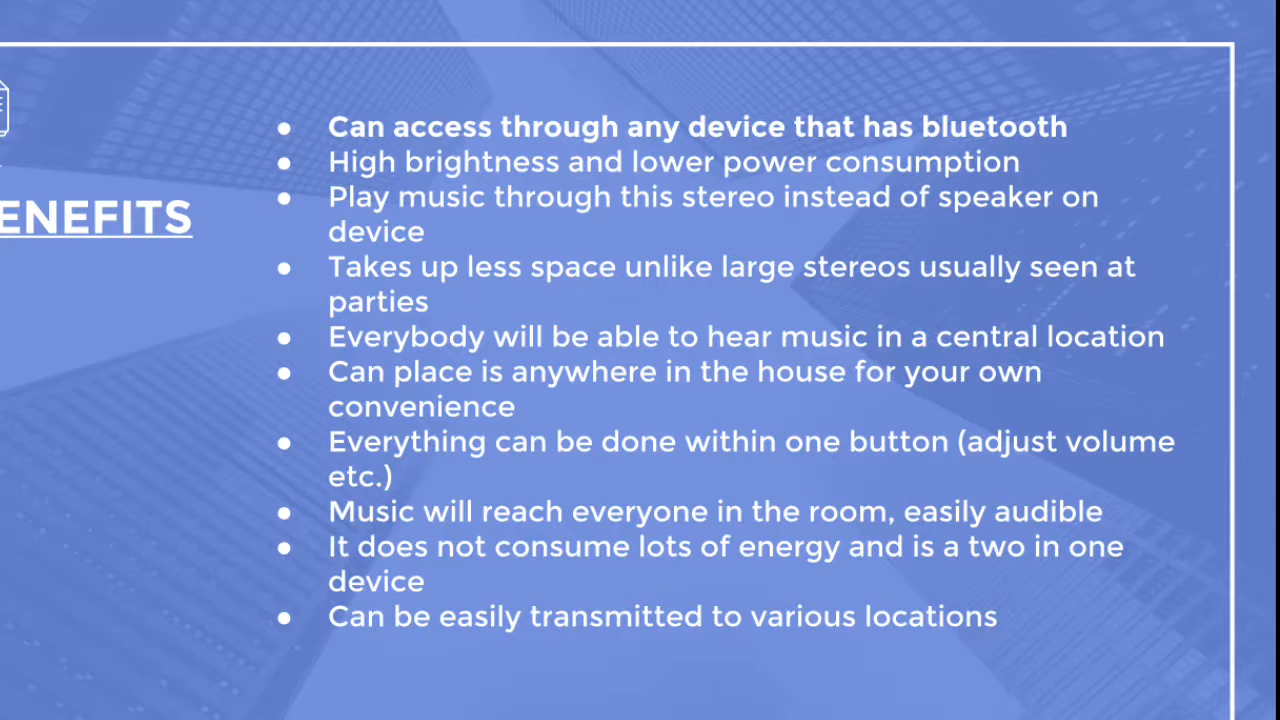 ENEFITS
● Can access through any device that has bluetooth
● High brightness and lower power consumption
● Play music through this stereo instead of speaker on
device
● Takes up less space unlike large stereos usually seen at
parties
● Everybody will be able to hear music in a central location
● Can place is anywhere in the house for your own
convenience
● Everything can be done within one button (adjust volume
etc.)
● Music will reach everyone in the room, easily audible
● It does not consume lots of energy and is a two in one
device
● Can be easily transmitted to various locations